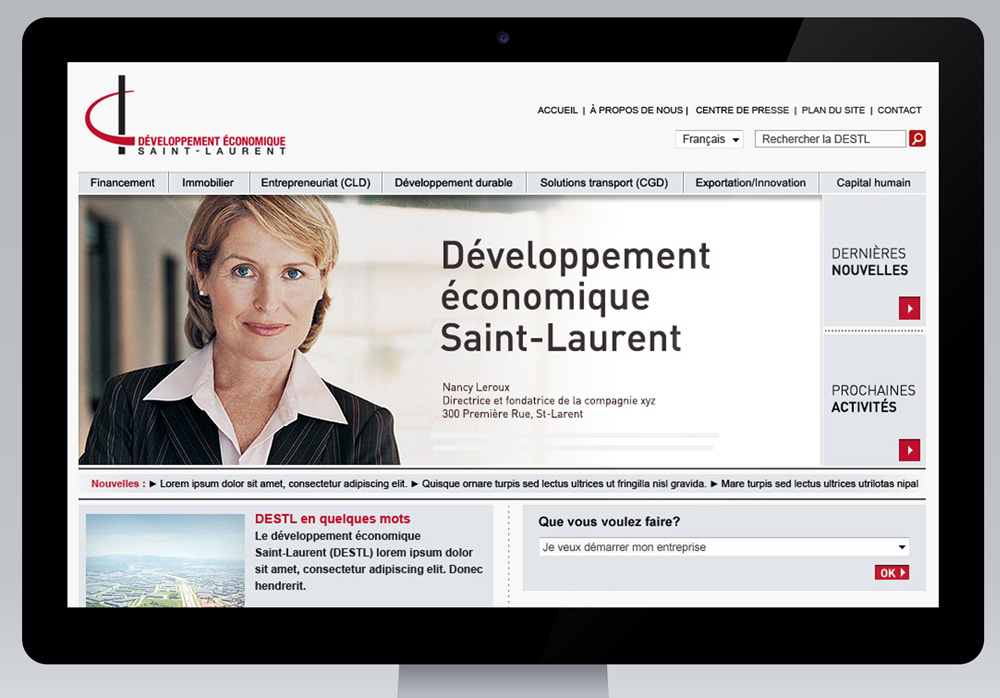 DÉVELOPPEMENT ÉCONOMIQUE
SAINT-LAURENT
ACCUEIL | À PROPOS DE NOUS | CENTRE DE PRESSE | PLAN DU SITE | CONTACT
Français
Rechercher la DESTL
Financement
Immobilier
Entrepreneuriat (CLD)
Développement durable
Solutions transport (CGD)
Exportation/Innovation
Capital humain
Développement
économique
Saint-Laurent
Nancy Leroux
Directrice et fondatrice de la compagnie xyz
300 Première Rue, St-Larent
DERNIÈRES
NOUVELLES
PROCHAINES
ACTIVITÉS
Nouvelles : ► Lorem ipsum dolor sit amet, consectetur adipiscing elit. ► Quisque ornare turpis sed lectus ultrices ut fringilla nisl gravida. ► Mare turpis sed lectus ultrices utrilotas nipal
DESTL en quelques mots
Le développement économique
Saint-Laurent (DESTL) lorem ipsum dolor
sit amet, consectetur adipiscing elit. Donec
hendrerit.
Que vous voulez faire?
Je veux démarrer mon entreprise
OK